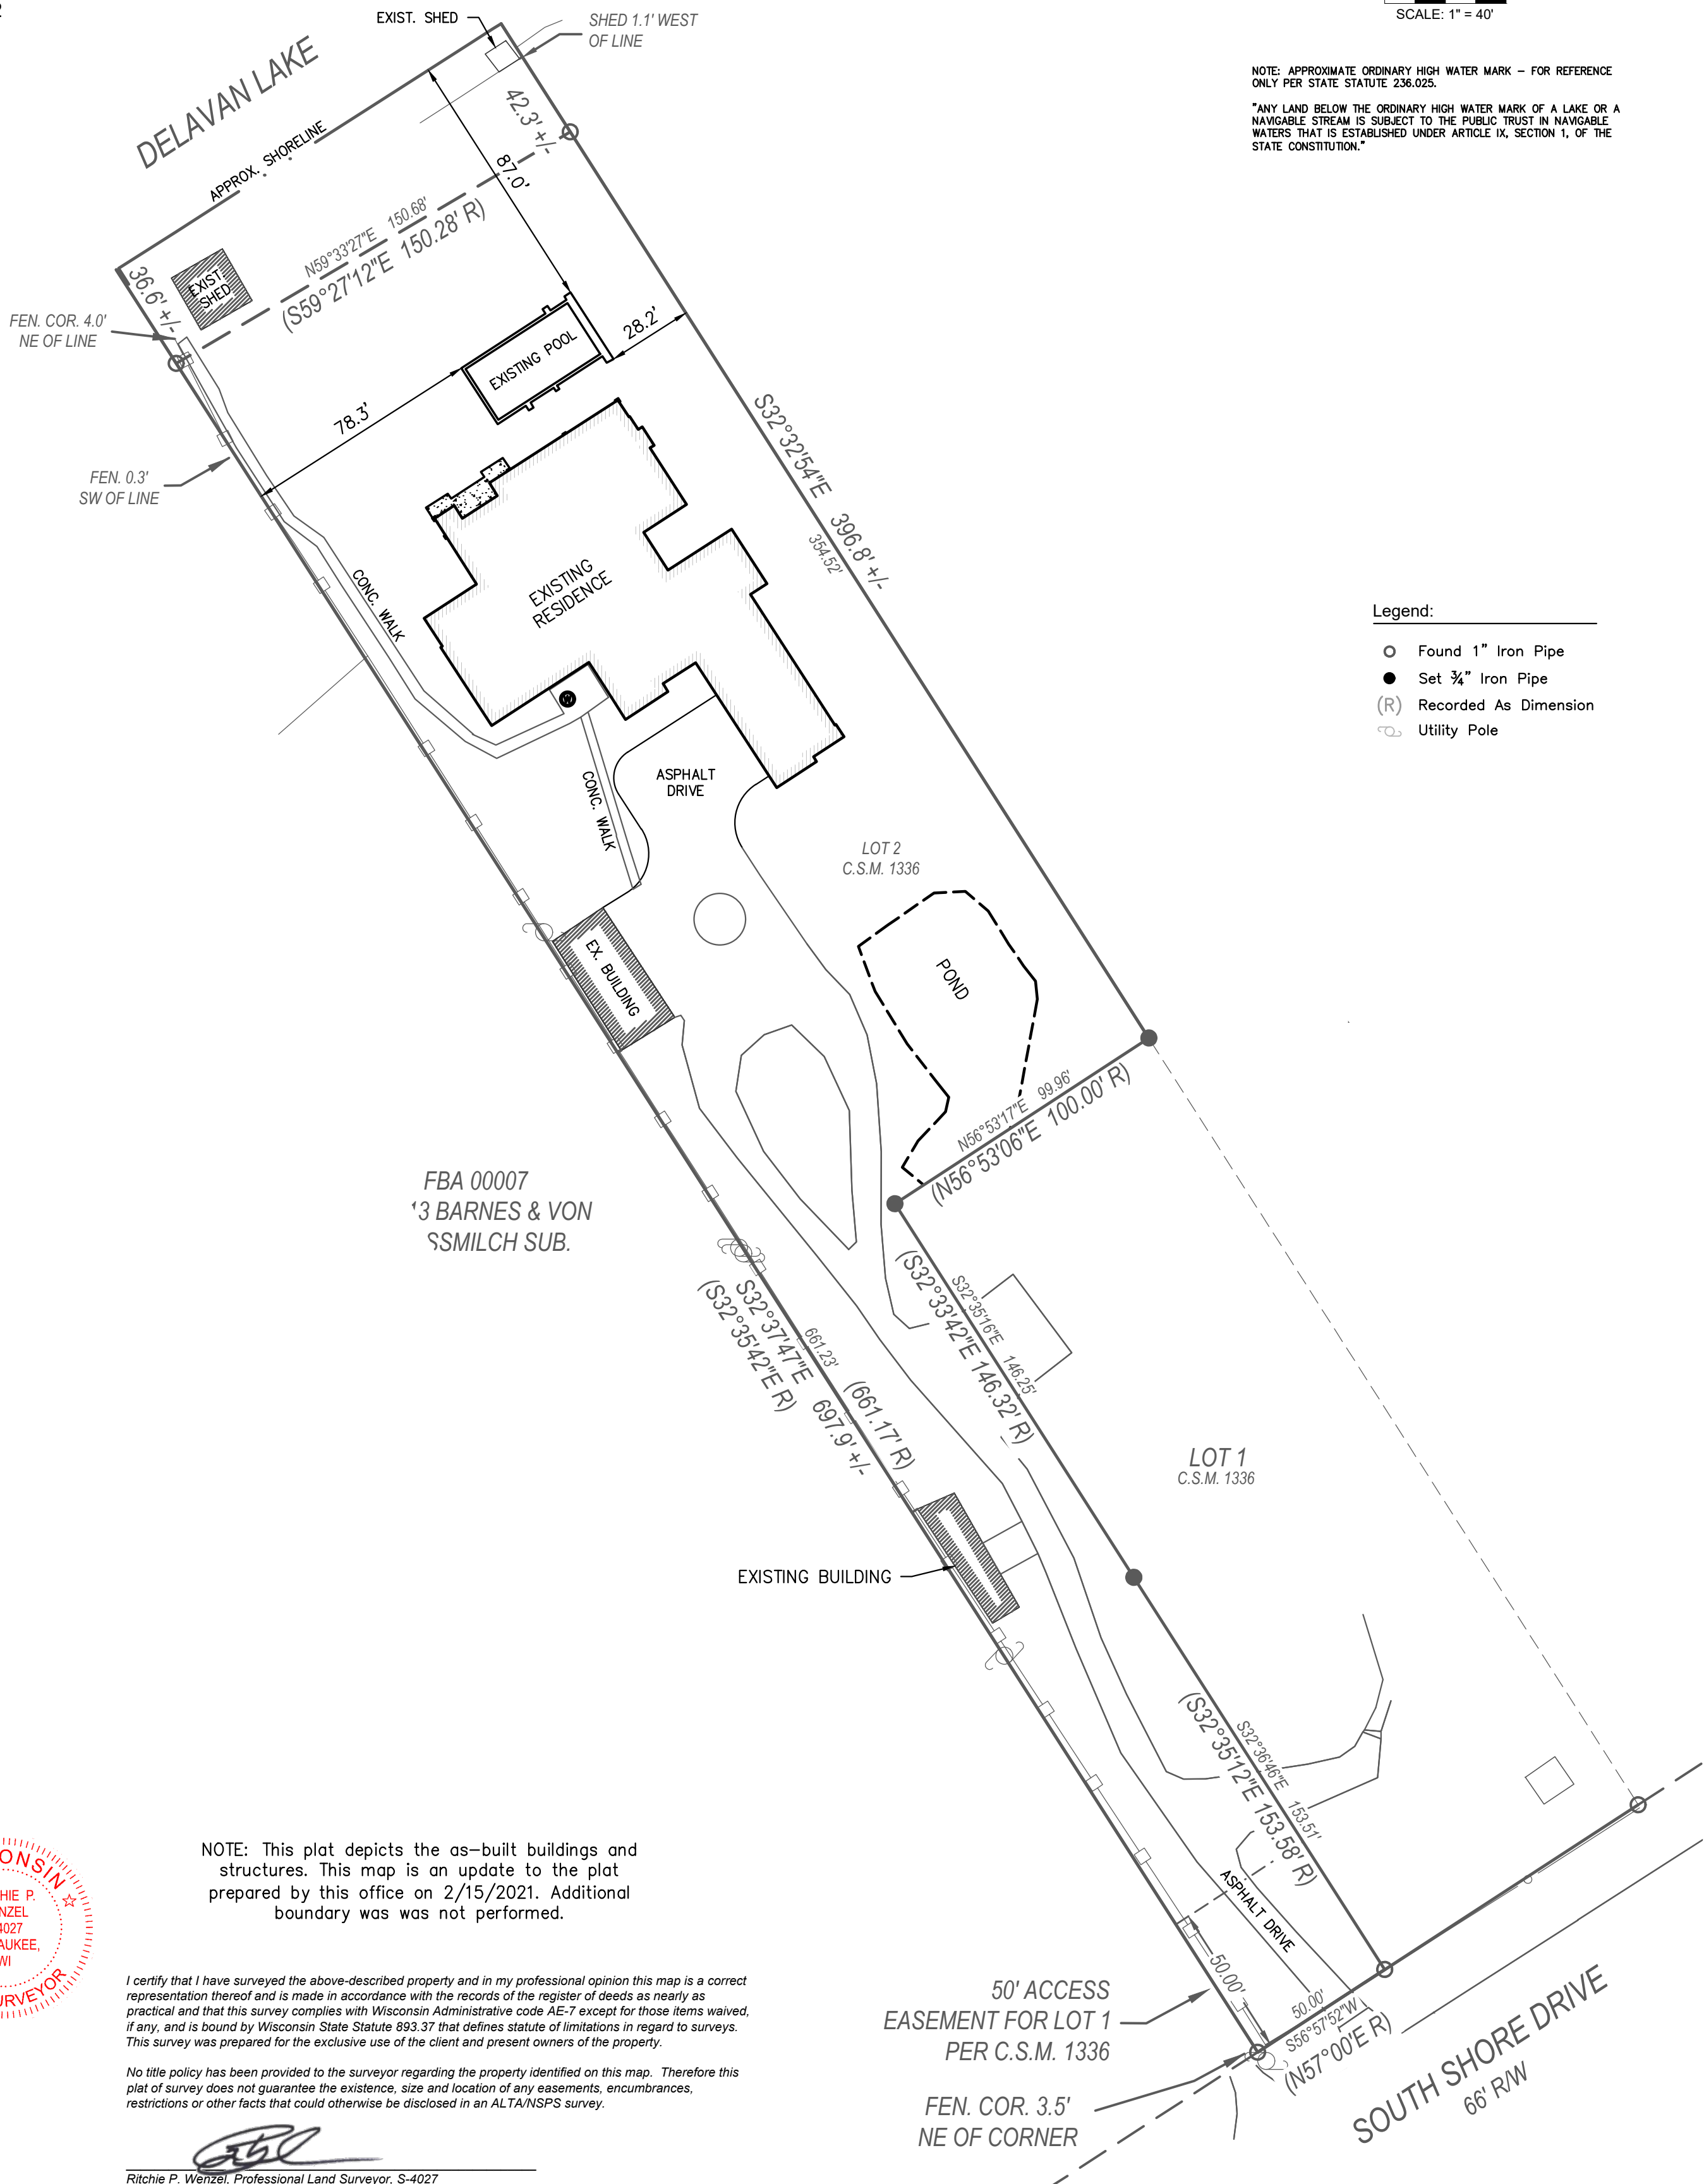 EXIST. SHED
SHED 1.1' WEST
OF LINE
SCALE: 1" = 40'
DELAVAN LAKE
APPROX. SHORELINE
42.3' +/-
87.0'
NOTE: APPROXIMATE ORDINARY HIGH WATER MARK – FOR REFERENCE
ONLY PER STATE STATUTE 236.025.
"ANY LAND BELOW THE ORDINARY HIGH WATER MARK OF A LAKE OR A
NAVIGABLE STREAM IS SUBJECT TO THE PUBLIC TRUST IN NAVIGABLE
WATERS THAT IS ESTABLISHED UNDER ARTICLE IX, SECTION 1, OF THE
STATE CONSTITUTION."
N59°33'27"E 150.68'
(S59°27'12"E 150.28' R)
36.6' +/-
EXIST.
SHED
FEN. COR. 4.0'
NE OF LINE
EXISTING POOL
28.2'
78.3'
FEN. 0.3'
SW OF LINE
S32°32'54"E 396.8' +/-
354.52'
CONC. WALK
EXISTING
RESIDENCE
Legend:
Found 1" Iron Pipe
Set ¾" Iron Pipe
(R) Recorded As Dimension
Utility Pole
CONC. WALK
ASPHALT
DRIVE
LOT 2
C.S.M. 1336
EX. BUILDING
POND
N56°53'17"E 99.96'
(N56°53'06"E 100.00' R)
FBA 00007
13 BARNES & VON
SSMILCH SUB.
S32°35'16"E 146.25'
(S32°33'42"E 146.32' R)
661.23'
(661.17' R)
S32°37'47"E 697.9' +/-
(S32°35'42"E R)
LOT 1
C.S.M. 1336
EXISTING BUILDING
S32°36'46"E 153.51'
(S32°35'12"E 153.58' R)
ASPHALT DRIVE
50.00'
50' ACCESS
EASEMENT FOR LOT 1
PER C.S.M. 1336
50.00'
S56°57'52"W
(N57°00'E R)
FEN. COR. 3.5'
NE OF CORNER
SOUTH SHORE DRIVE
66' R/W
NOTE: This plat depicts the as–built buildings and
structures. This map is an update to the plat
prepared by this office on 2/15/2021. Additional
boundary was was not performed.
ONSIN
HIE P.
NZEL
4027
AUKEE,
WI
URVEYOR
I certify that I have surveyed the above-described property and in my professional opinion this map is a correct
representation thereof and is made in accordance with the records of the register of deeds as nearly as
practical and that this survey complies with Wisconsin Administrative code AE-7 except for those items waived,
if any, and is bound by Wisconsin State Statute 893.37 that defines statute of limitations in regard to surveys.
This survey was prepared for the exclusive use of the client and present owners of the property.
No title policy has been provided to the surveyor regarding the property identified on this map. Therefore this
plat of survey does not guarantee the existence, size and location of any easements, encumbrances,
restrictions or other facts that could otherwise be disclosed in an ALTA/NSPS survey.
Ritchie P. Wenzel, Professional Land Surveyor, S-4027